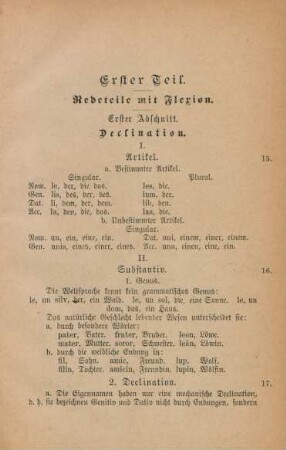 Erster Teil.
Redeteile mit Flexion.
Erster Abschnitt.
Declination.
I.
Artikel. 15.
a. Bestimmter Artikel.
Singular. Plural.
Nom. le, der, die das. les, die.
Gen. lis, des, der, des.
Dat. li, dem, der, dem. lib, den.
Acc. la, den, die, das. las, die.
b. Unbestimmter Artikel.
Singular.
Nom. un, ein, eine, ein. Dat. uni, einem, einer, einem.
Gen. unis, eines, einer, eines. Acc. una, einen, eine, ein.
II.
Substantiv. 16.
1. Genus.
Die Weltsprache kennt kein grammatisches Genus:
le, un silv, der, ein Wald. le, un sol, die, eine Sonne. le, un
dom, das, ein Haus.
Das natürliche Geschlecht lebender Wesen unterscheidet sie:
a. durch besondere Wörter:
pater, Vater. frater, Bruder. leon, Löwe.
mater, Mutter. soror, Schwester. Löwin.
b. durch die weibliche Endung in:
fil, Sohn. amic, Freund. lup, Wolf.
filin, Tochter. amicin, Freundin. lupin, Wölfin.
2. Declination. 17.
a. Die Eigennamen haben nur eine mechanische Declination,
d. h. sie bezeichnen Genitiv und Dativ nicht durch Endungen, sondern